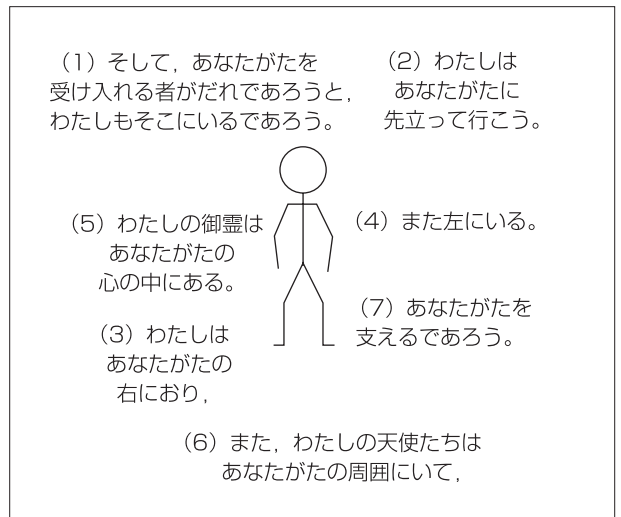 （1）そして，あなたがたを
受け入れる者がだれであろうと，
わたしもそこにいるであろう。
（2）わたしは
あなたがたに
先立って行こう。
（5）わたしの御霊は
あなたがたの
心の中にある。
（4）また左にいる。
（3）わたしは
あなたがたの
右におり，
（7）あなたがたを
支えるであろう。
（6）また，わたしの天使たちは
あなたがたの周囲にいて，